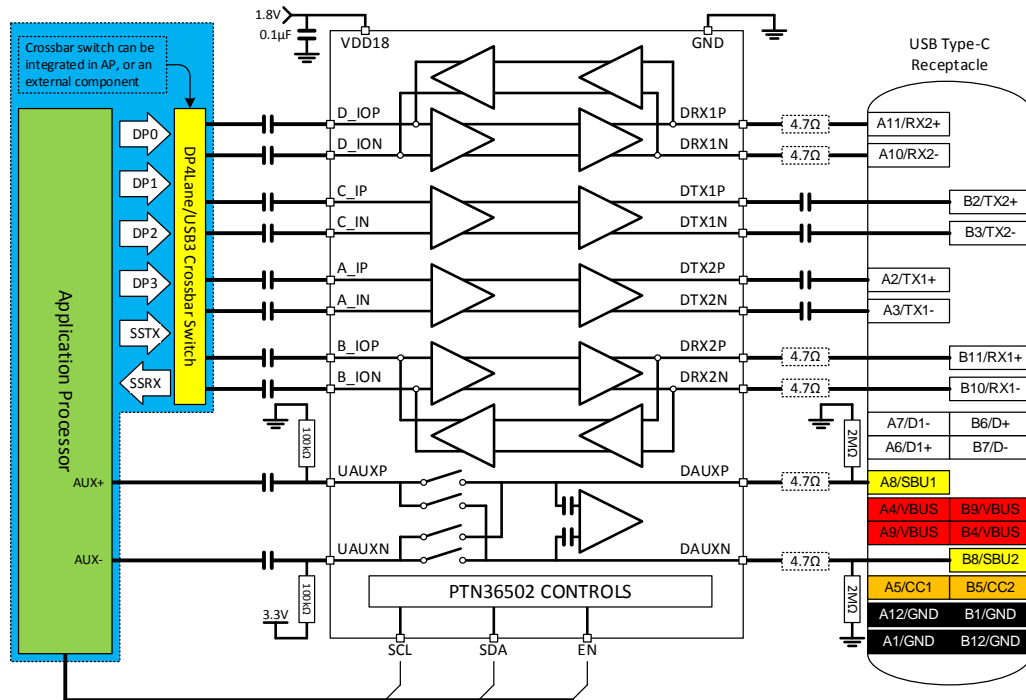 1.8V
0.1µF
VDD18
GND
USB Type-C
Receptacle
Crossbar switch can be
integrated in AP, or an
external component
Application Processor
DP0
DP1
DP2
DP3
SSTX
SSRX
DP4Lane/USB3 Crossbar Switch
D_IOP
D_ION
C_IP
C_IN
A_IP
A_IN
B_IOP
B_ION
DRX1P
DRX1N
DTX1P
DTX1N
DTX2P
DTX2N
DRX2P
DRX2N
4.7Ω
4.7Ω
4.7Ω
4.7Ω
A11/RX2+
A10/RX2-
B2/TX2+
B3/TX2-
A2/TX1+
A3/TX1-
B11/RX1+
B10/RX1-
A7/D1- B6/D+
A6/D1+ B7/D-
100kΩ
2MΩ
AUX+
UAUXP
DAUXP
4.7Ω
A8/SBU1
A4/VBUS B9/VBUS
A9/VBUS B4/VBUS
AUX-
UAUXN
DAUXN
4.7Ω
B8/SBU2
100kΩ
3.3V
2MΩ
PTN36502 CONTROLS
A5/CC1 B5/CC2
A12/GND B1/GND
A1/GND B12/GND
SCL
SDA
EN